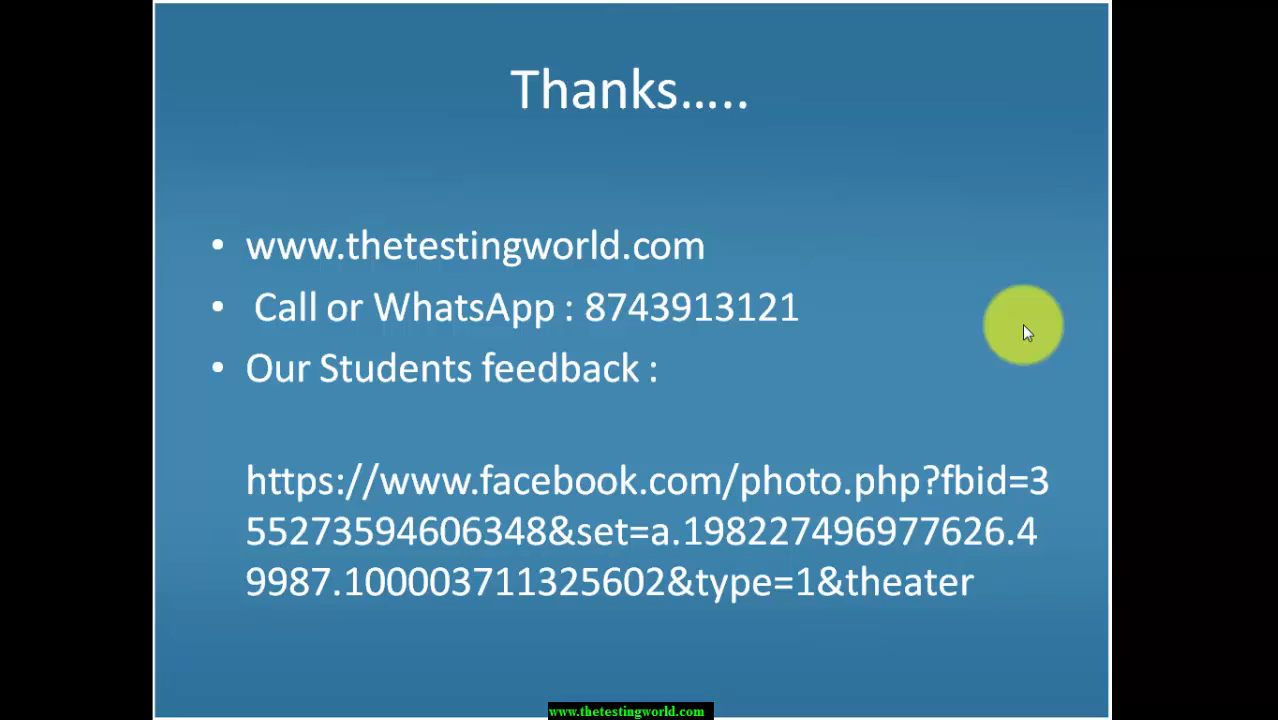 Thanks…..
• www.thetestingworld.com
• Call or WhatsApp : 8743913121
• Our Students feedback :
https://www.facebook.com/photo.php?fbid=3
55273594606348&set=a.198227496977626.4
9987.100003711325602&type=1&theater
www.thetestingworld.com